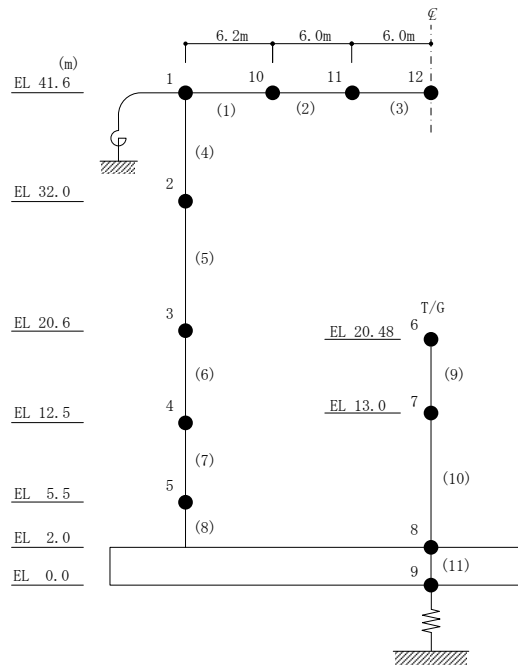 ℄
6.2m 6.0m 6.0m
(m)
EL 41.6 1 10 11 12
(1) (2) (3)
(4)
EL 32.0 2
(5)
EL 20.6 3 T/G
EL 20.48 6
(6) (9)
EL 12.5 4 EL 13.0 7
(7) (10)
EL 5.5 5
(8)
EL 2.0 8
(11)
EL 0.0 9